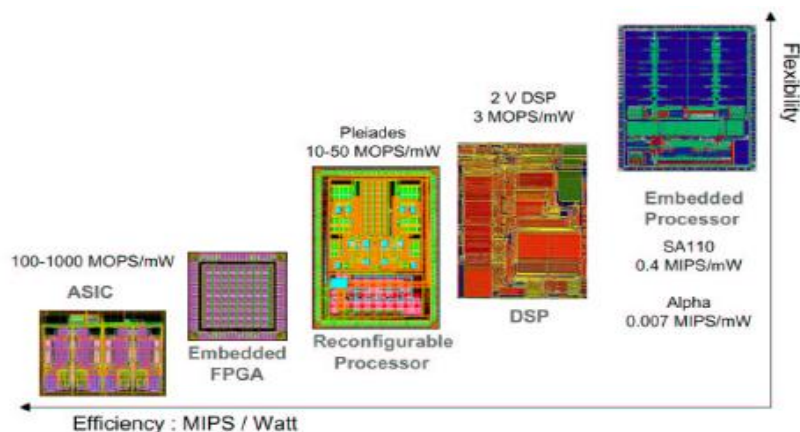 100-1000 MOPS/mW
ASIC
Embedded
FPGA
Pleiades
10-50 MOPS/mW
Reconfigurable
Processor
2 V DSP
3 MOPS/mW
DSP
Embedded
Processor
SA110
0.4 MIPS/mW
Alpha
0.007 MIPS/mW
Flexibility
Efficiency : MIPS / Watt